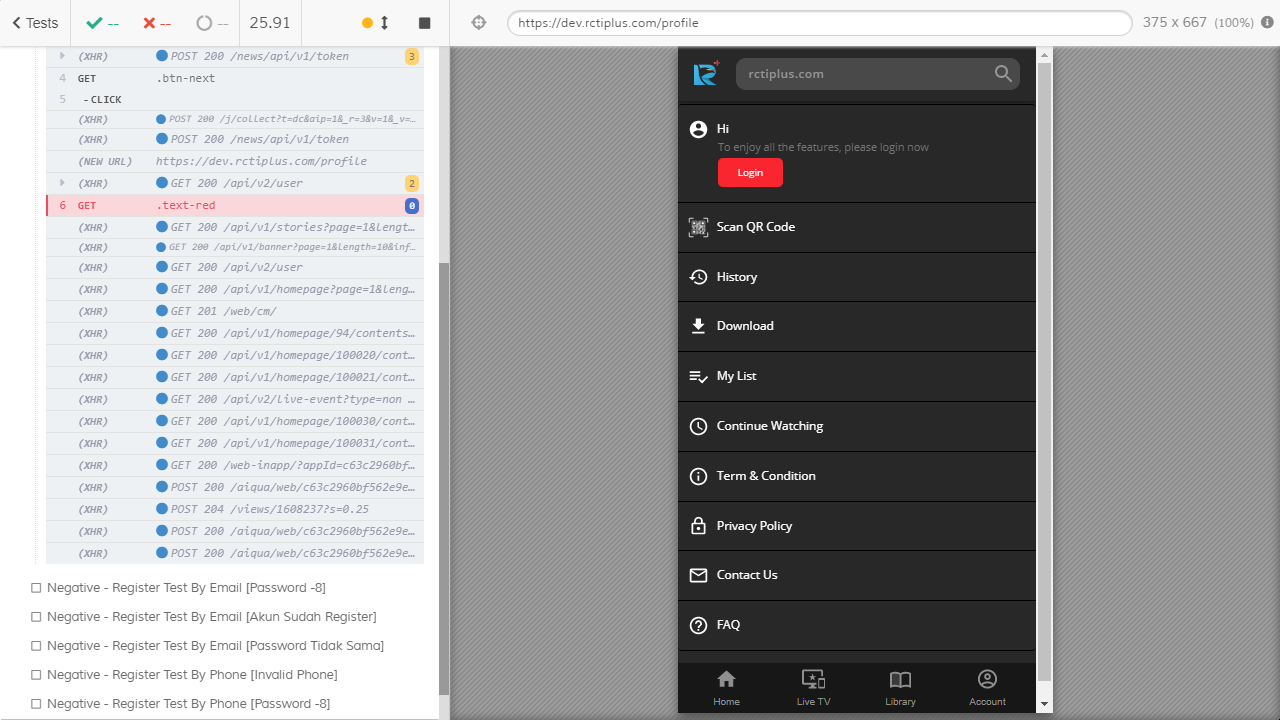 Tests
--
--
--
25.91
https://dev.rctiplus.com/profile
375 x 667 (100%)
(XHR) POST 200 /news/api/v1/token 3
4 GET .btn-next
5 -CLICK
(XHR) POST 200 /j/collect?t=dc&aip=1&_r=3&v=1&_v=…
(XHR) POST 200 /news/api/v1/token
(NEW URL) https://dev.rctiplus.com/profile
(XHR) GET 200 /api/v2/user 2
6 GET .text-red 0
(XHR) GET 200 /api/v1/stories?page=1&lengt…
(XHR) GET 200 /api/v1/banner?page=1&length=10&inf…
(XHR) GET 200 /api/v2/user
(XHR) GET 200 /api/v1/homepage?page=1&leng…
(XHR) GET 201 /web/cm/
(XHR) GET 200 /api/v1/homepage/94/contents…
(XHR) GET 200 /api/v1/homepage/100020/cont…
(XHR) GET 200 /api/v1/homepage/100021/cont…
(XHR) GET 200 /api/v2/live-event?type=non …
(XHR) GET 200 /api/v1/homepage/100030/cont…
(XHR) GET 200 /api/v1/homepage/100031/cont…
(XHR) GET 200 /web-inapp/?appId=c63c2960bf…
(XHR) POST 200 /aiqua/web/c63c2960bf562e9e…
(XHR) POST 204 /views/1608237?s=0.25
(XHR) POST 200 /aiqua/web/c63c2960bf562e9e…
(XHR) POST 200 /aiqua/web/c63c2960bf562e9e…
Negative - Register Test By Email [Password -8]
Negative - Register Test By Email [Akun Sudah Register]
Negative - Register Test By Email [Password Tidak Sama]
Negative - Register Test By Phone [Invalid Phone]
Negative - Register Test By Phone [Password -8]
rctiplus.com
Hi
To enjoy all the features, please login now
Login
Scan QR Code
History
Download
My List
Continue Watching
Term & Condition
Privacy Policy
Contact Us
FAQ
Home
Live TV
Library
Account